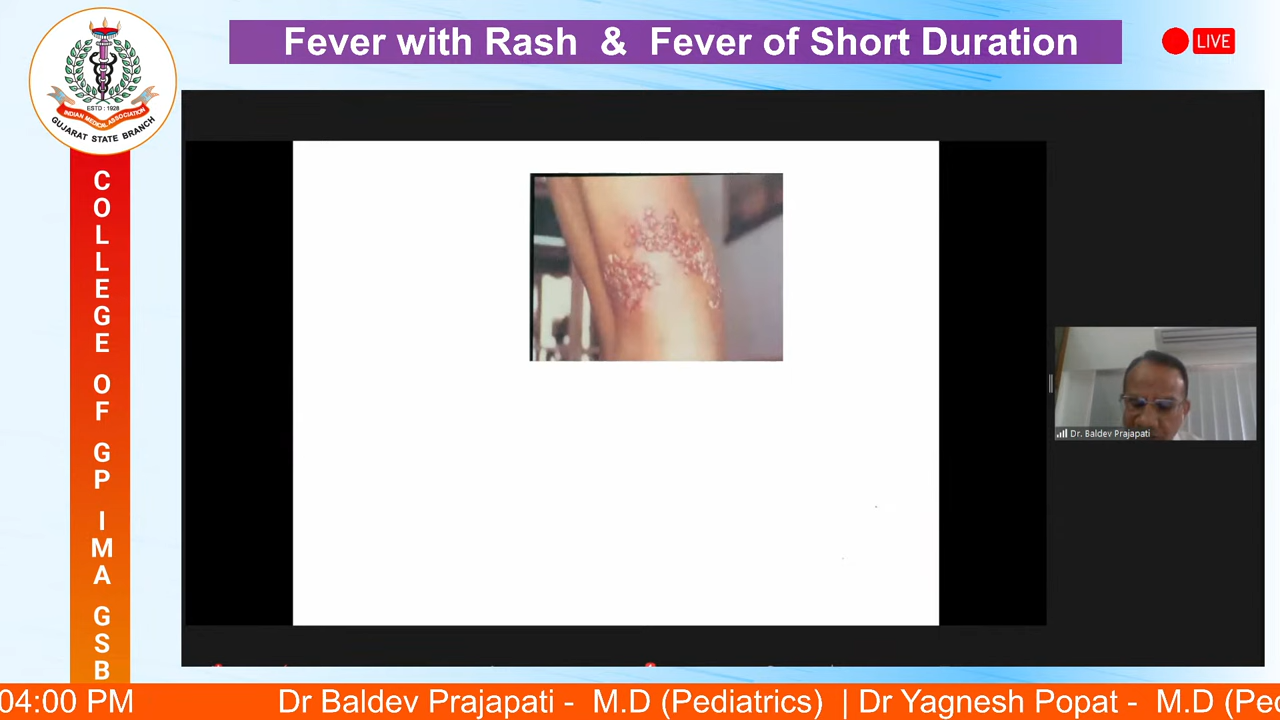 Fever with Rash & Fever of Short Duration
LIVE
ESTD : 1928
INDIAN MEDICAL ASSOCIATION
GUJARAT STATE BRANCH
COLLEGE OF GP IMA GSB
Dr. Baldev Prajapati
04:00 PM Dr Baldev Prajapati - M.D (Pediatrics) | Dr Yagnesh Popat - M.D (Ped